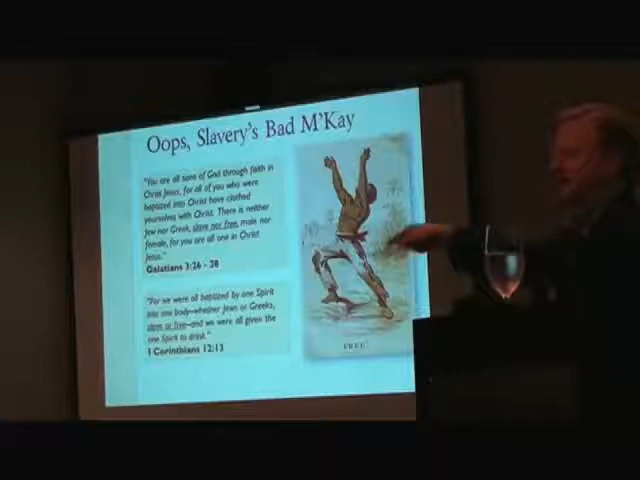 Oops, Slavery's Bad M'Kay
"You are all sons of God through faith in
Christ Jesus, for all of you who were
baptized into Christ have clothed
yourselves with Christ. There is neither
Jew nor Greek, slave nor free, male nor
female, for you are all one in Christ
Jesus."
Galatians 3:26 - 28
"For we were all baptized by one Spirit
into one body—whether Jews or Greeks,
slave or free—and we were all given the
one Spirit to drink."
1 Corinthians 12:13
FREE